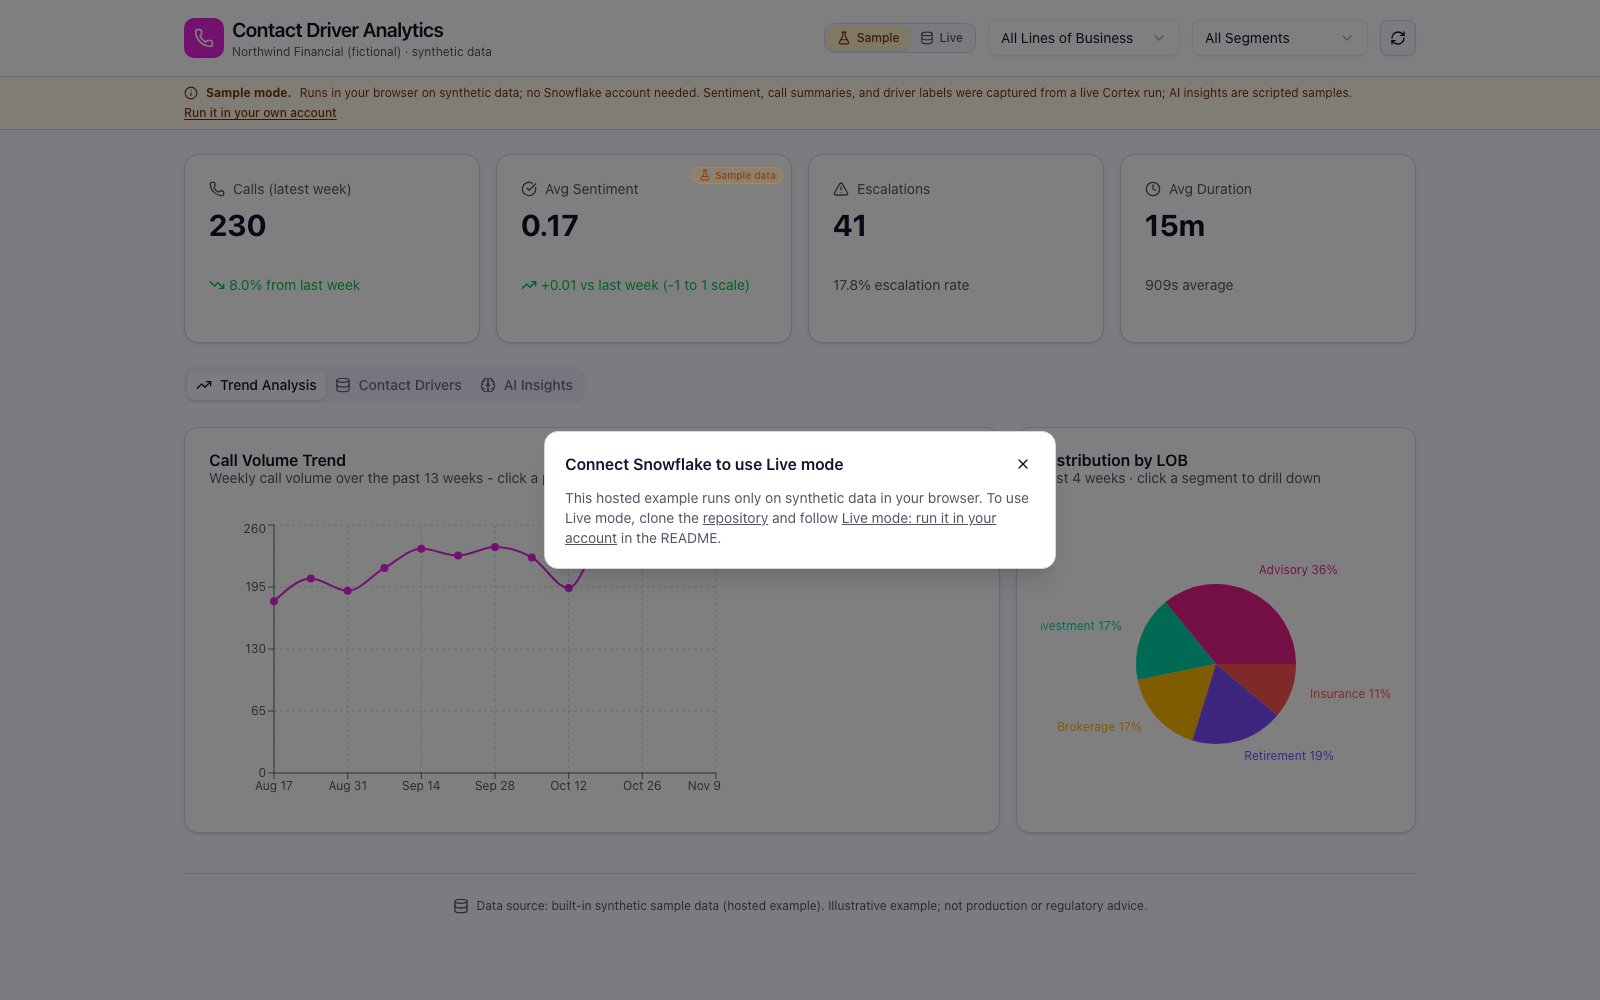 Contact Driver Analytics
Northwind Financial (fictional) · synthetic data
Sample
Live
All Lines of Business
All Segments
Sample mode. Runs in your browser on synthetic data; no Snowflake account needed. Sentiment, call summaries, and driver labels were captured from a live Cortex run; AI insights are scripted samples.
Run it in your own account
Calls (latest week)
230
8.0% from last week
Sample data
Avg Sentiment
0.17
+0.01 vs last week (-1 to 1 scale)
Escalations
41
17.8% escalation rate
Avg Duration
15m
909s average
Trend Analysis
Contact Drivers
AI Insights
Call Volume Trend
Weekly call volume over the past 13 weeks - click a
260
195
130
65
0
Aug 17
Aug 31
Sep 14
Sep 28
Oct 12
Oct 26
Nov 9
Connect Snowflake to use Live mode
This hosted example runs only on synthetic data in your browser. To use
Live mode, clone the repository and follow Live mode: run it in your
account in the README.
by LOB
4 weeks · click a segment to drill down
Advisory 36%
17%
Insurance 11%
Brokerage 17%
Retirement 19%
Data source: built-in synthetic sample data (hosted example). Illustrative example; not production or regulatory advice.